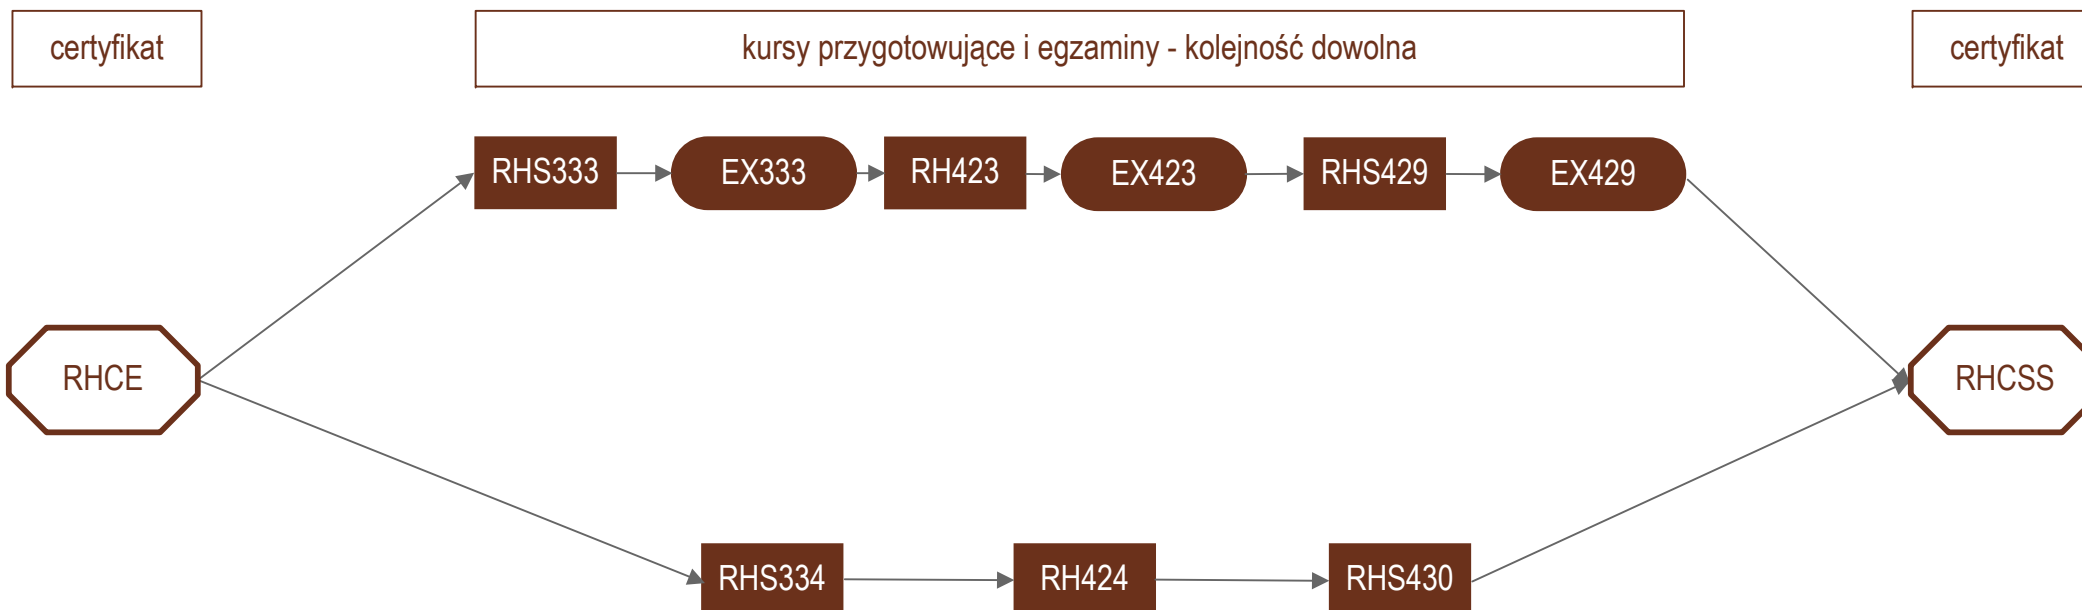 certyfikat
kursy przygotowujące i egzaminy - kolejność dowolna
certyfikat
RHS333
EX333
RH423
EX423
RHS429
EX429
RHCE
RHCSS
RHS334
RH424
RHS430